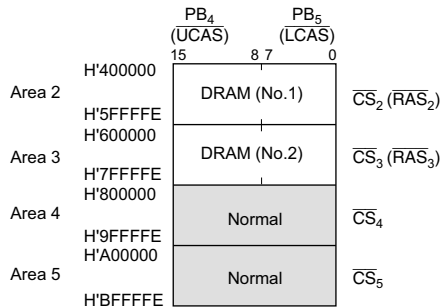 PB₄ PB₅
(UCAS) (LCAS)
15 8 7 0
H'400000
Area 2 DRAM (No.1) CS₂ (RAS₂)
H'5FFFFE
H'600000
Area 3 DRAM (No.2) CS₃ (RAS₃)
H'7FFFFE
H'800000
Area 4 Normal CS₄
H'9FFFFE
H'A00000
Area 5 Normal CS₅
H'BFFFFE